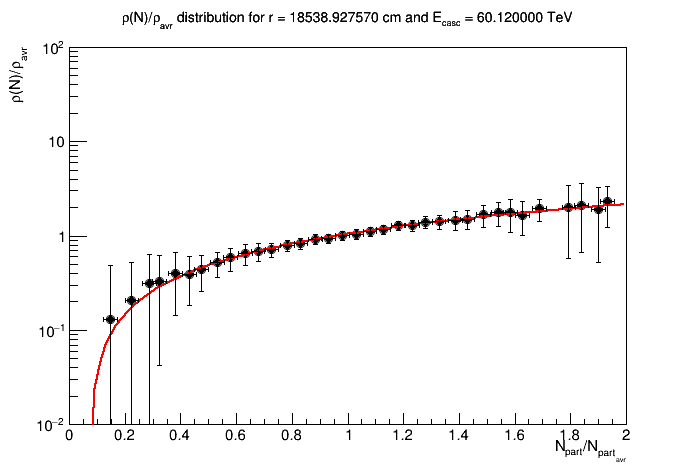 ρ(N)/ρavr distribution for r = 18538.927570 cm and Ecasc = 60.120000 TeV
ρ(N)/ρavr
10²
10
1
10⁻¹
10⁻²
0 0.2 0.4 0.6 0.8 1 1.2 1.4 1.6 1.8 2
Npart/Npartavr